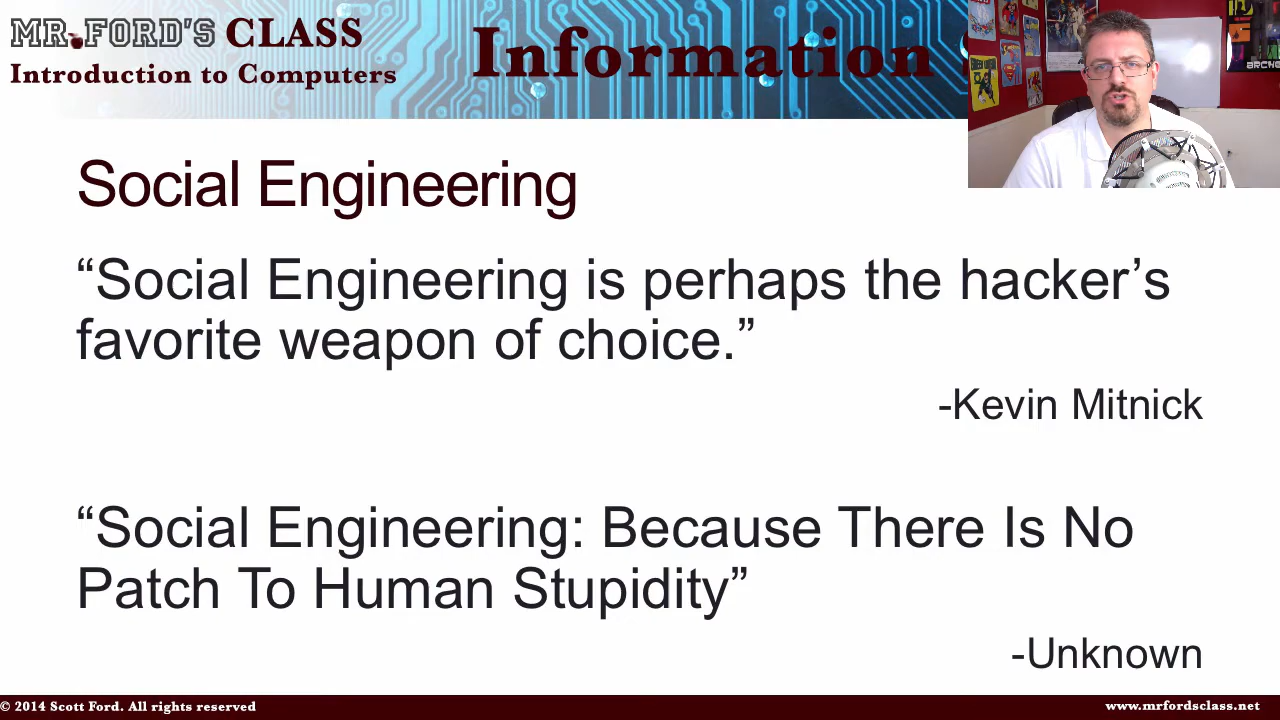 MR.FORD'S CLASS
Introduction to Computers
Information
ARCHE
Social Engineering
“Social Engineering is perhaps the hacker’s
favorite weapon of choice.”
-Kevin Mitnick
“Social Engineering: Because There Is No
Patch To Human Stupidity”
-Unknown
© 2014 Scott Ford. All rights reserved
www.mrfordsclass.net